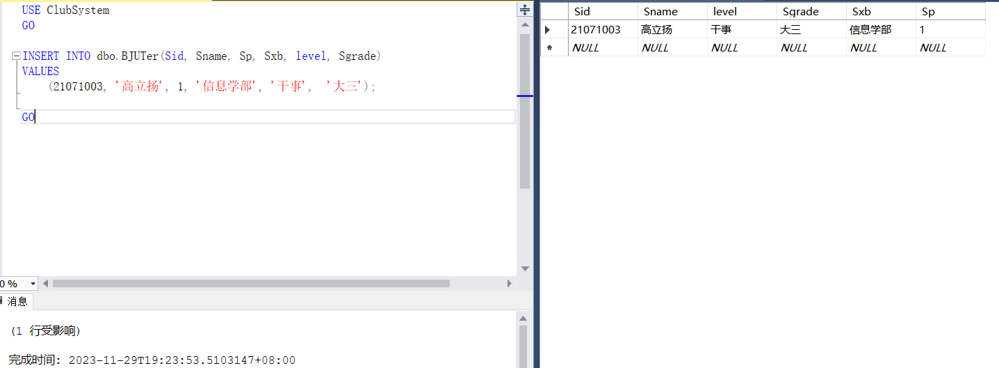 USE ClubSystem
GO
INSERT INTO dbo.BJUTer(Sid, Sname, Sp, Sxb, level, Sgrade)
VALUES
(21071003, '高立扬', 1, '信息学部', '干事', '大三');
GO
0 %
消息
(1 行受影响)
完成时间: 2023-11-29T19:23:53.5103147+08:00
Sid Sname level Sgrade Sxb Sp
21071003 高立扬 干事 大三 信息学部 1
NULL NULL NULL NULL NULL NULL